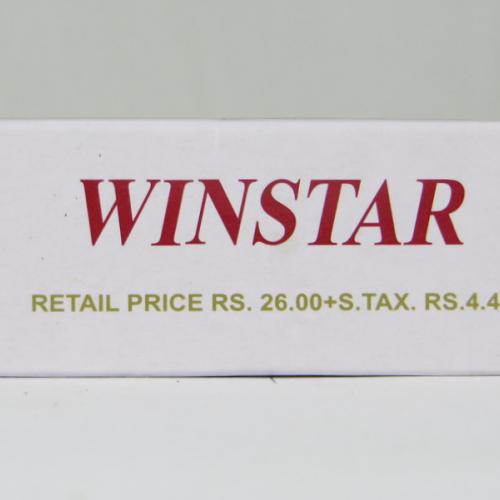 WINSTAR
RETAIL PRICE RS. 26.00+S.TAX. RS.4.4